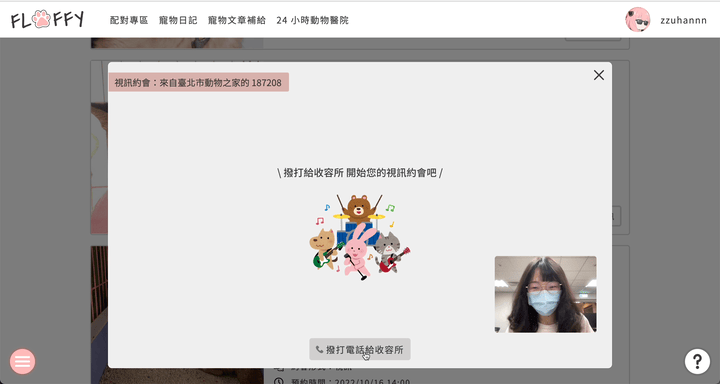 FLOFFY
配對專區 寵物日記 寵物文章補給 24 小時動物醫院
zzuhannn
視訊約會：來自臺北市動物之家的 187208
\ 撥打給收容所 開始您的視訊約會吧 /
撥打電話給收容所
預約時間：2022/10/16 14:00
?